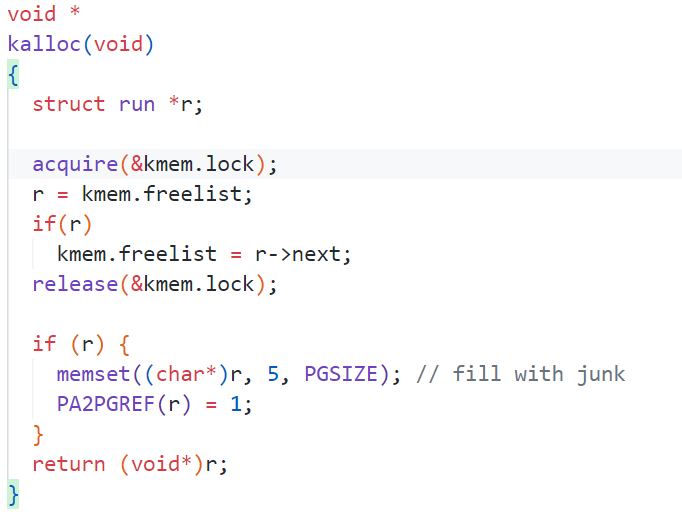 void *
kalloc(void)
{
  struct run *r;

  acquire(&kmem.lock);
  r = kmem.freelist;
  if(r)
    kmem.freelist = r->next;
  release(&kmem.lock);

  if (r) {
    memset((char*)r, 5, PGSIZE); // fill with junk
    PA2PGREF(r) = 1;
  }
  return (void*)r;
}